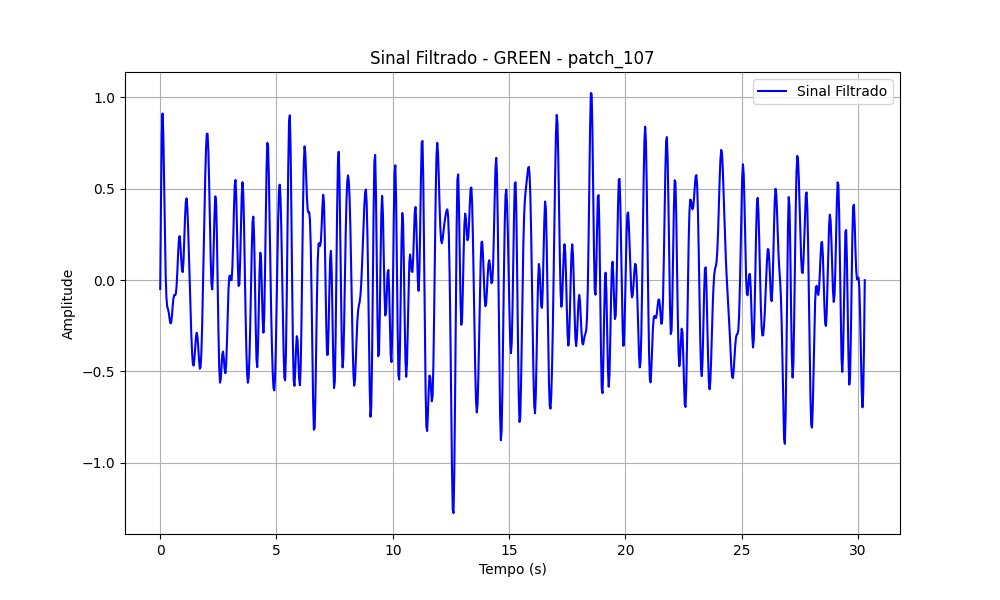 Sinal Filtrado - GREEN - patch_107
Sinal Filtrado
1.0
0.5
0.0
−0.5
−1.0
Amplitude
0 5 10 15 20 25 30
Tempo (s)